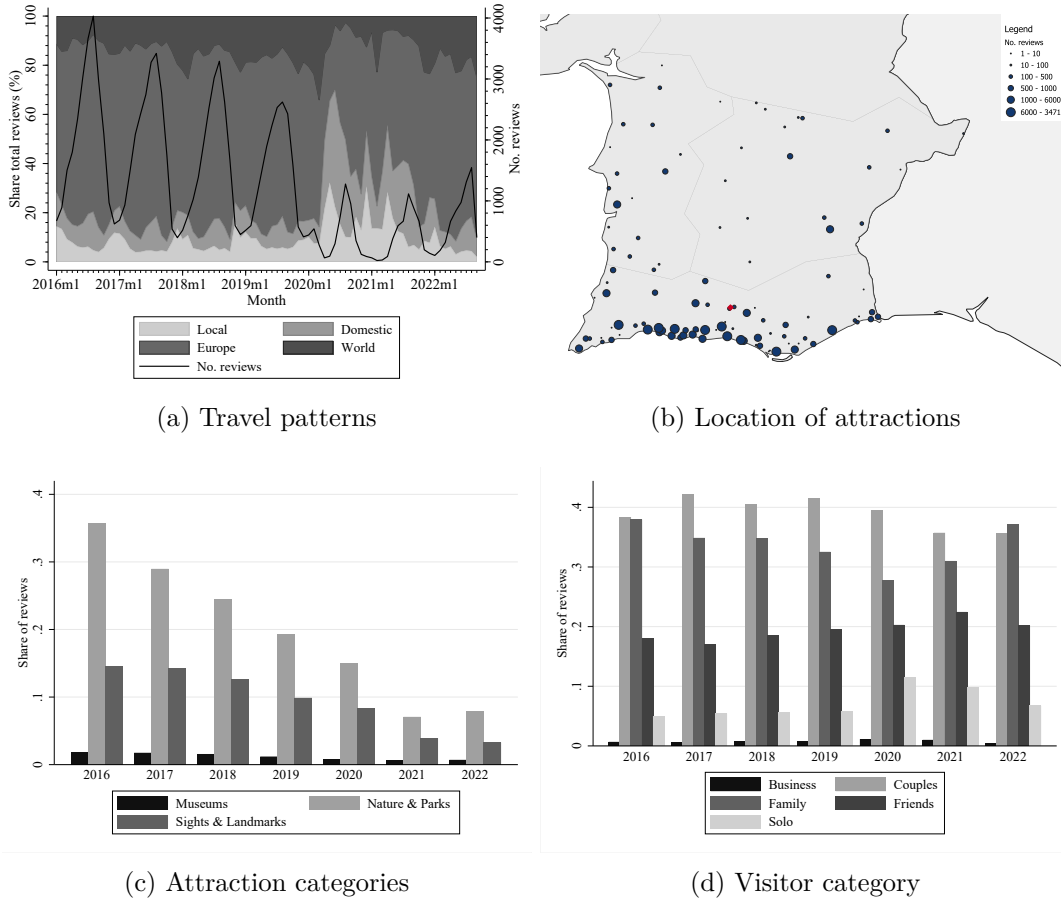 100
80
60
40
20
0
Share total reviews (%)
4000
3000
2000
1000
0
No. reviews
2016m1 2017m1 2018m1 2019m1 2020m1 2021m1 2022m1
Month
Local Domestic
Europe World
No. reviews
(a) Travel patterns
Legend
No. reviews
1 - 10
10 - 100
100 - 500
500 - 1000
1000 - 6000
6000 - 3471
(b) Location of attractions
.4
.3
.2
.1
0
Share of reviews
2016 2017 2018 2019 2020 2021 2022
Museums Nature & Parks
Sights & Landmarks
(c) Attraction categories
.4
.3
.2
.1
0
Share of reviews
2016 2017 2018 2019 2020 2021 2022
Business Couples
Family Friends
Solo
(d) Visitor category